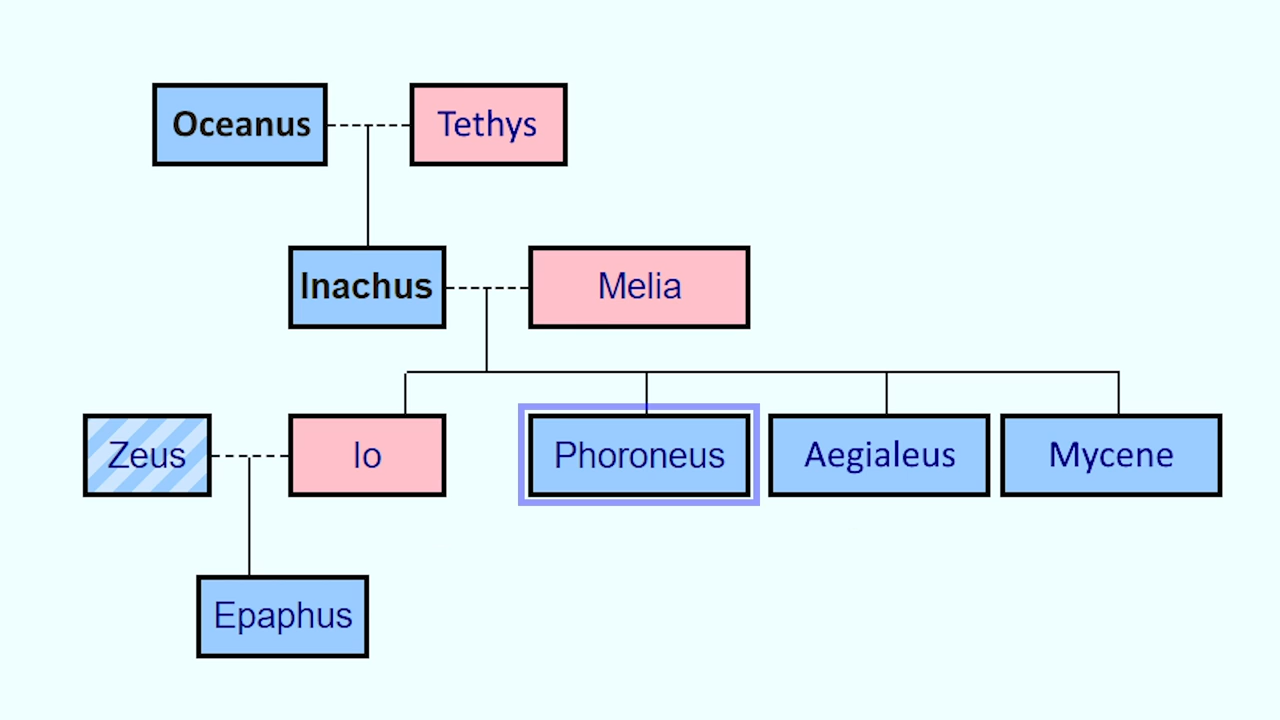 Oceanus
Tethys
Inachus
Melia
Zeus
Io
Phoroneus
Aegialeus
Mycene
Epaphus